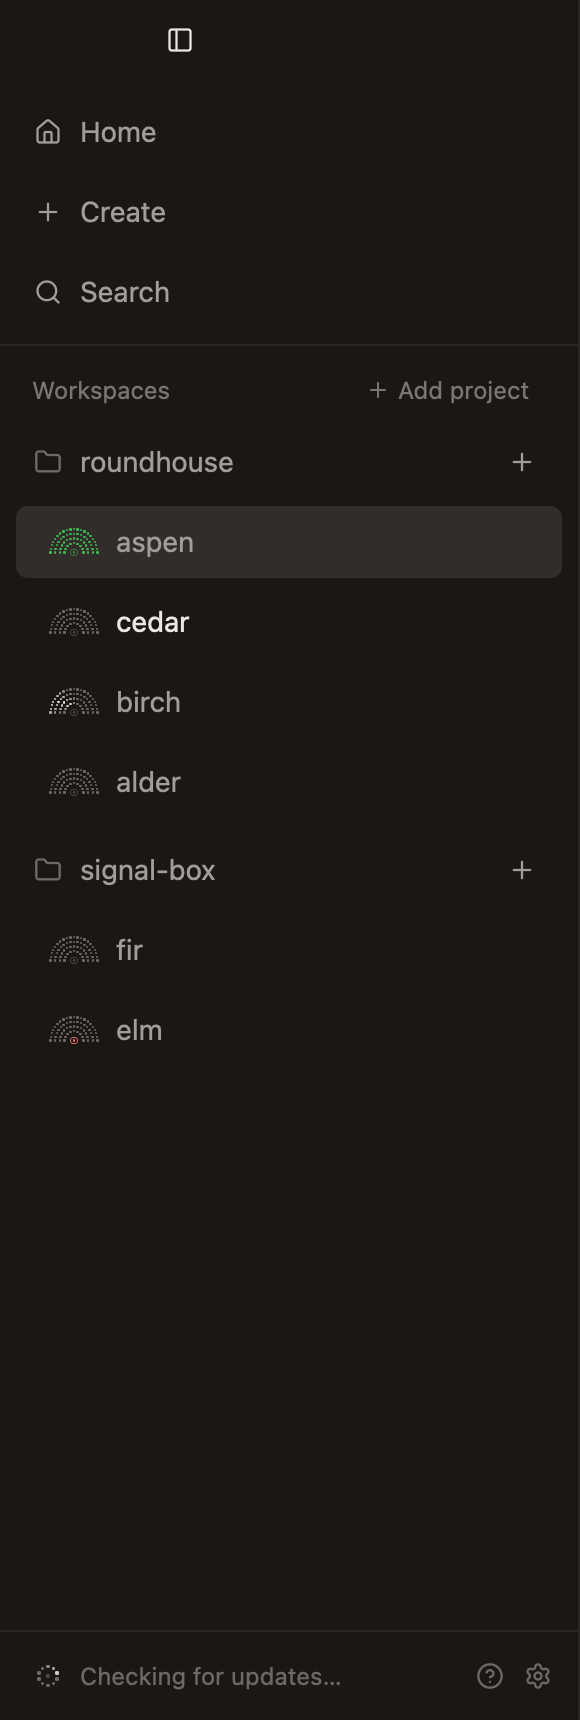 Home
Create
Search
Workspaces
Add project
roundhouse
aspen
cedar
birch
alder
signal-box
fir
elm
Checking for updates...